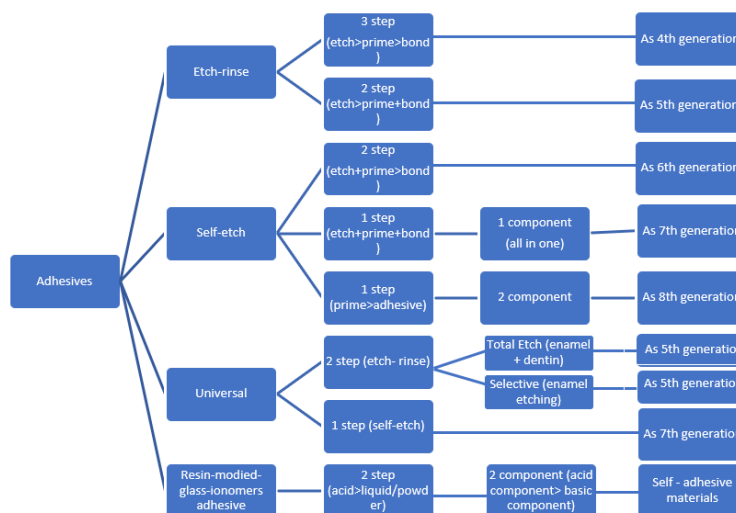 3 step
(etch>prime>bond
)
As 4th generation
Etch-rinse
2 step
(etch>prime+bond
)
As 5th generation
2 step
(etch+prime>bond
)
As 6th generation
Self-etch
1 step
(etch+prime+bond
)
1 component
(all in one)
As 7th generation
Adhesives
1 step
(prime>adhesive)
2 component
As 8th generation
Universal
2 step (etch- rinse)
Total Etch (enamel
+ dentin)
As 5th generation
Selective (enamel
etching)
As 5th generation
1 step (self-etch)
As 7th generation
Resin-modied-
glass-ionomers
adhesive
2 step
(acid>liquid/powd
er)
2 component (acid
component> basic
component)
Self - adhesive
materials